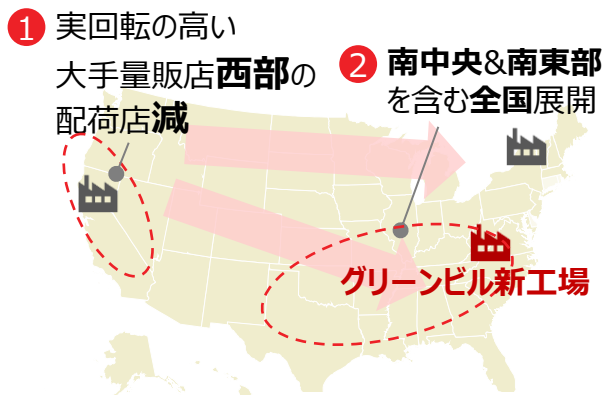 1 実回転の高い
大手量販店西部の
配荷店減
2 南中央&南東部
を含む全国展開
グリーンビル新工場